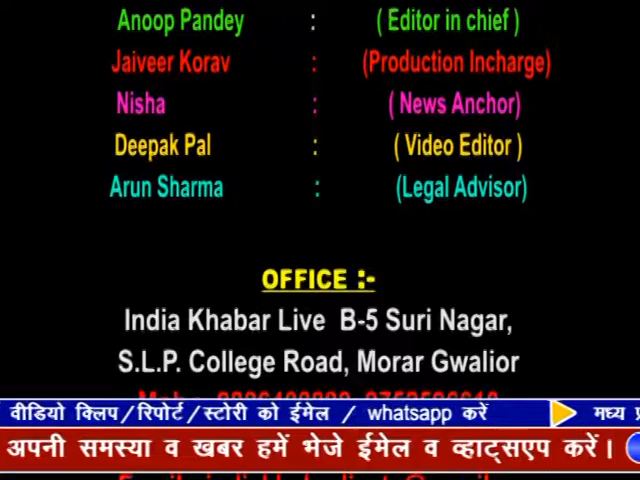 Anoop Pandey : ( Editor in chief )
Jaiveer Korav : (Production Incharge)
Nisha : ( News Anchor)
Deepak Pal : ( Video Editor )
Arun Sharma : (Legal Advisor)
OFFICE :-
India Khabar Live B-5 Suri Nagar,
S.L.P. College Road, Morar Gwalior
वीडियो क्लिप/रिपोर्ट/स्टोरी को ईमेल / whatsapp करें मध्य
अपनी समस्या व खबर हमें भेजे ईमेल व व्हाट्सएप करें।